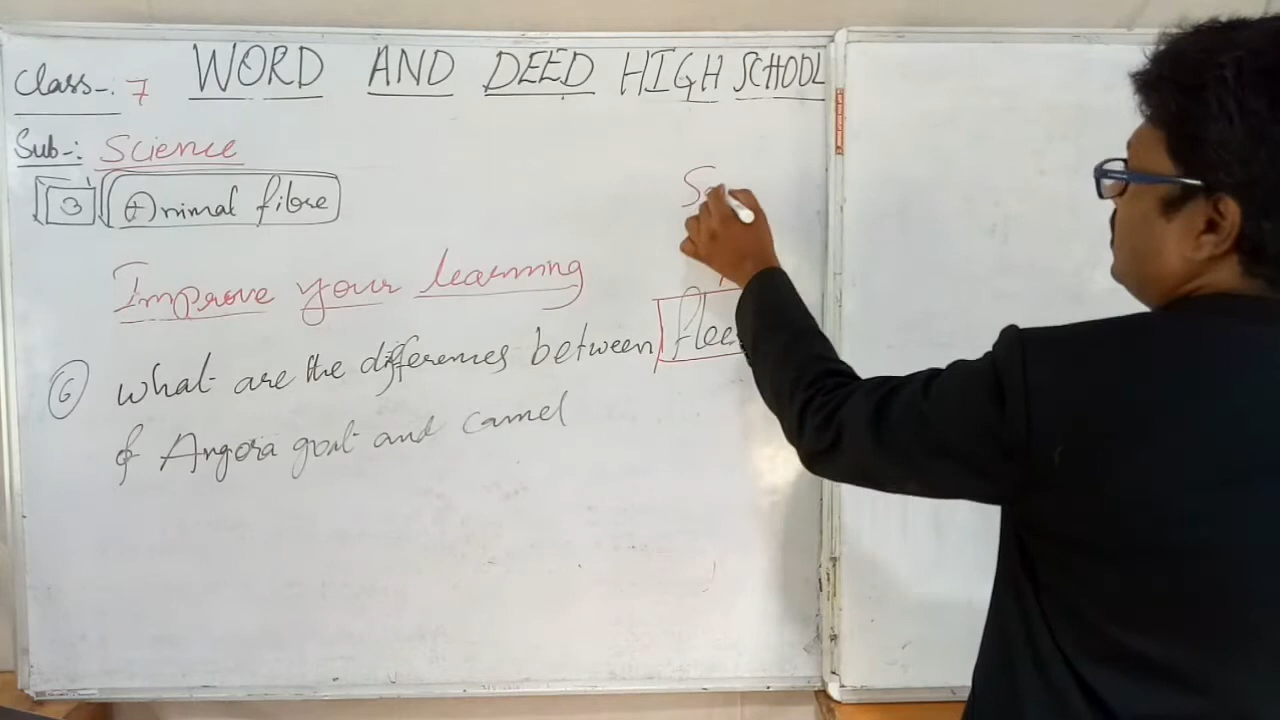 Class-: 7 WORD AND DEED HIGH SCHOOL
Sub-: Science
3 Animal fibre
Improve your learning
6 what are the differences between flee
of Angora goat and camel